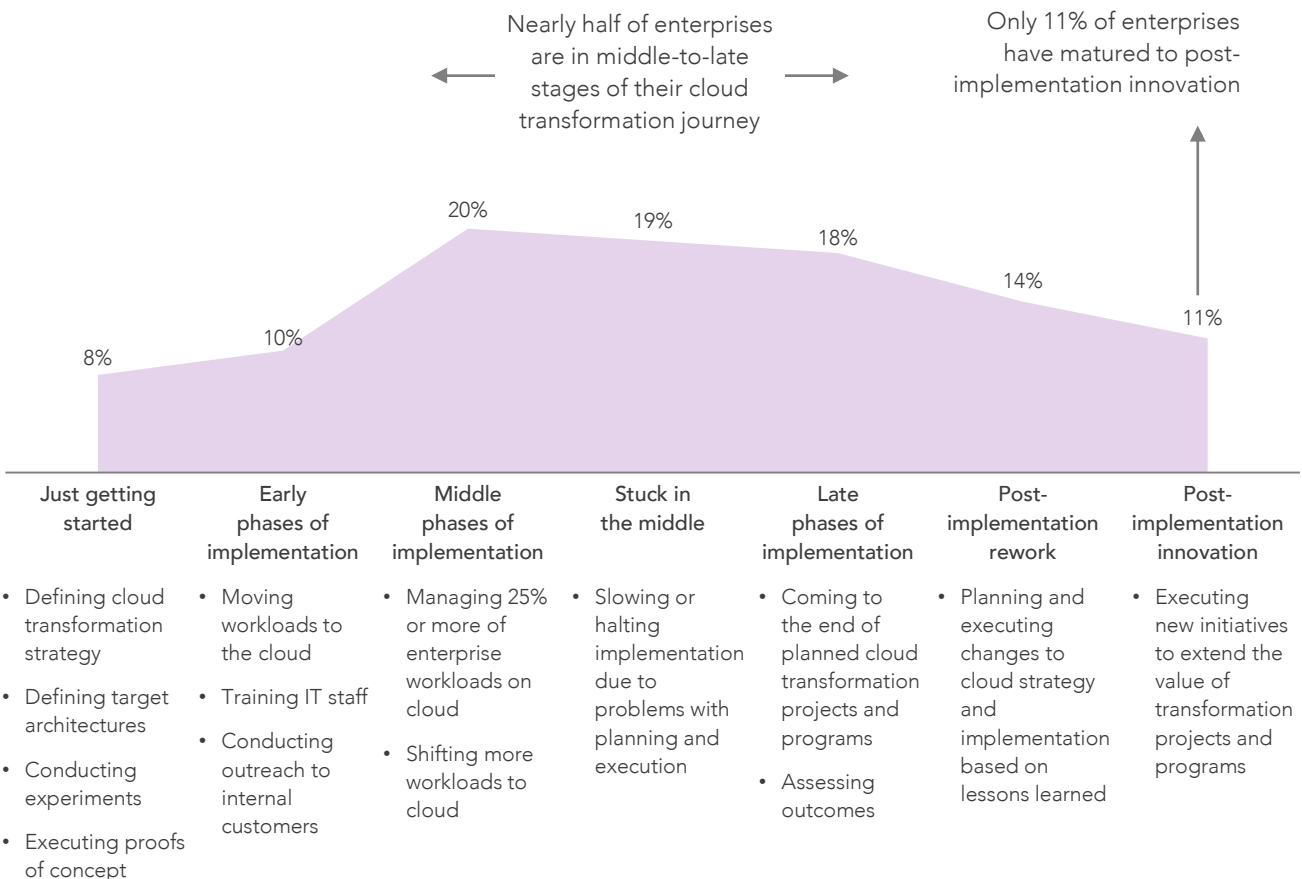 Nearly half of enterprises
are in middle-to-late
stages of their cloud
transformation journey
Only 11% of enterprises
have matured to post-
implementation innovation
8%
10%
20%
19%
18%
14%
11%
Just getting
started
• Defining cloud
transformation
strategy
• Defining target
architectures
• Conducting
experiments
• Executing proofs
of concept
Early
phases of
implementation
• Moving
workloads to
the cloud
• Training IT staff
• Conducting
outreach to
internal
customers
Middle
phases of
implementation
• Managing 25%
or more of
enterprise
workloads on
cloud
• Shifting more
workloads to
cloud
Stuck in
the middle
• Slowing or
halting
implementation
due to
problems with
planning and
execution
Late
phases of
implementation
• Coming to
the end of
planned cloud
transformation
projects and
programs
• Assessing
outcomes
Post-
implementation
rework
• Planning and
executing
changes to
cloud strategy
and
implementation
based on
lessons learned
Post-
implementation
innovation
• Executing
new initiatives
to extend the
value of
transformation
projects and
programs